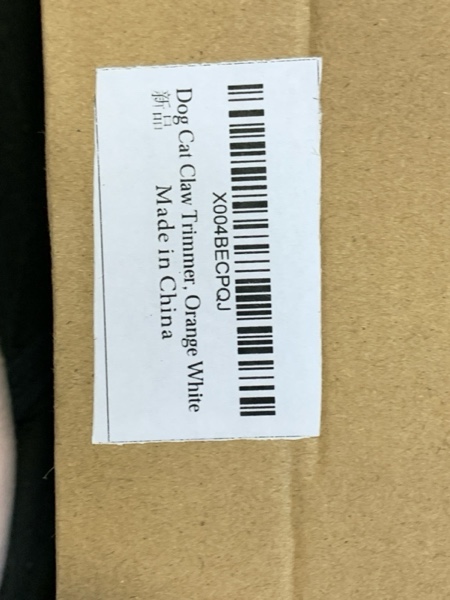 X004BECPQJ
Dog Cat Claw Trimmer, Orange White
新品
Made in China